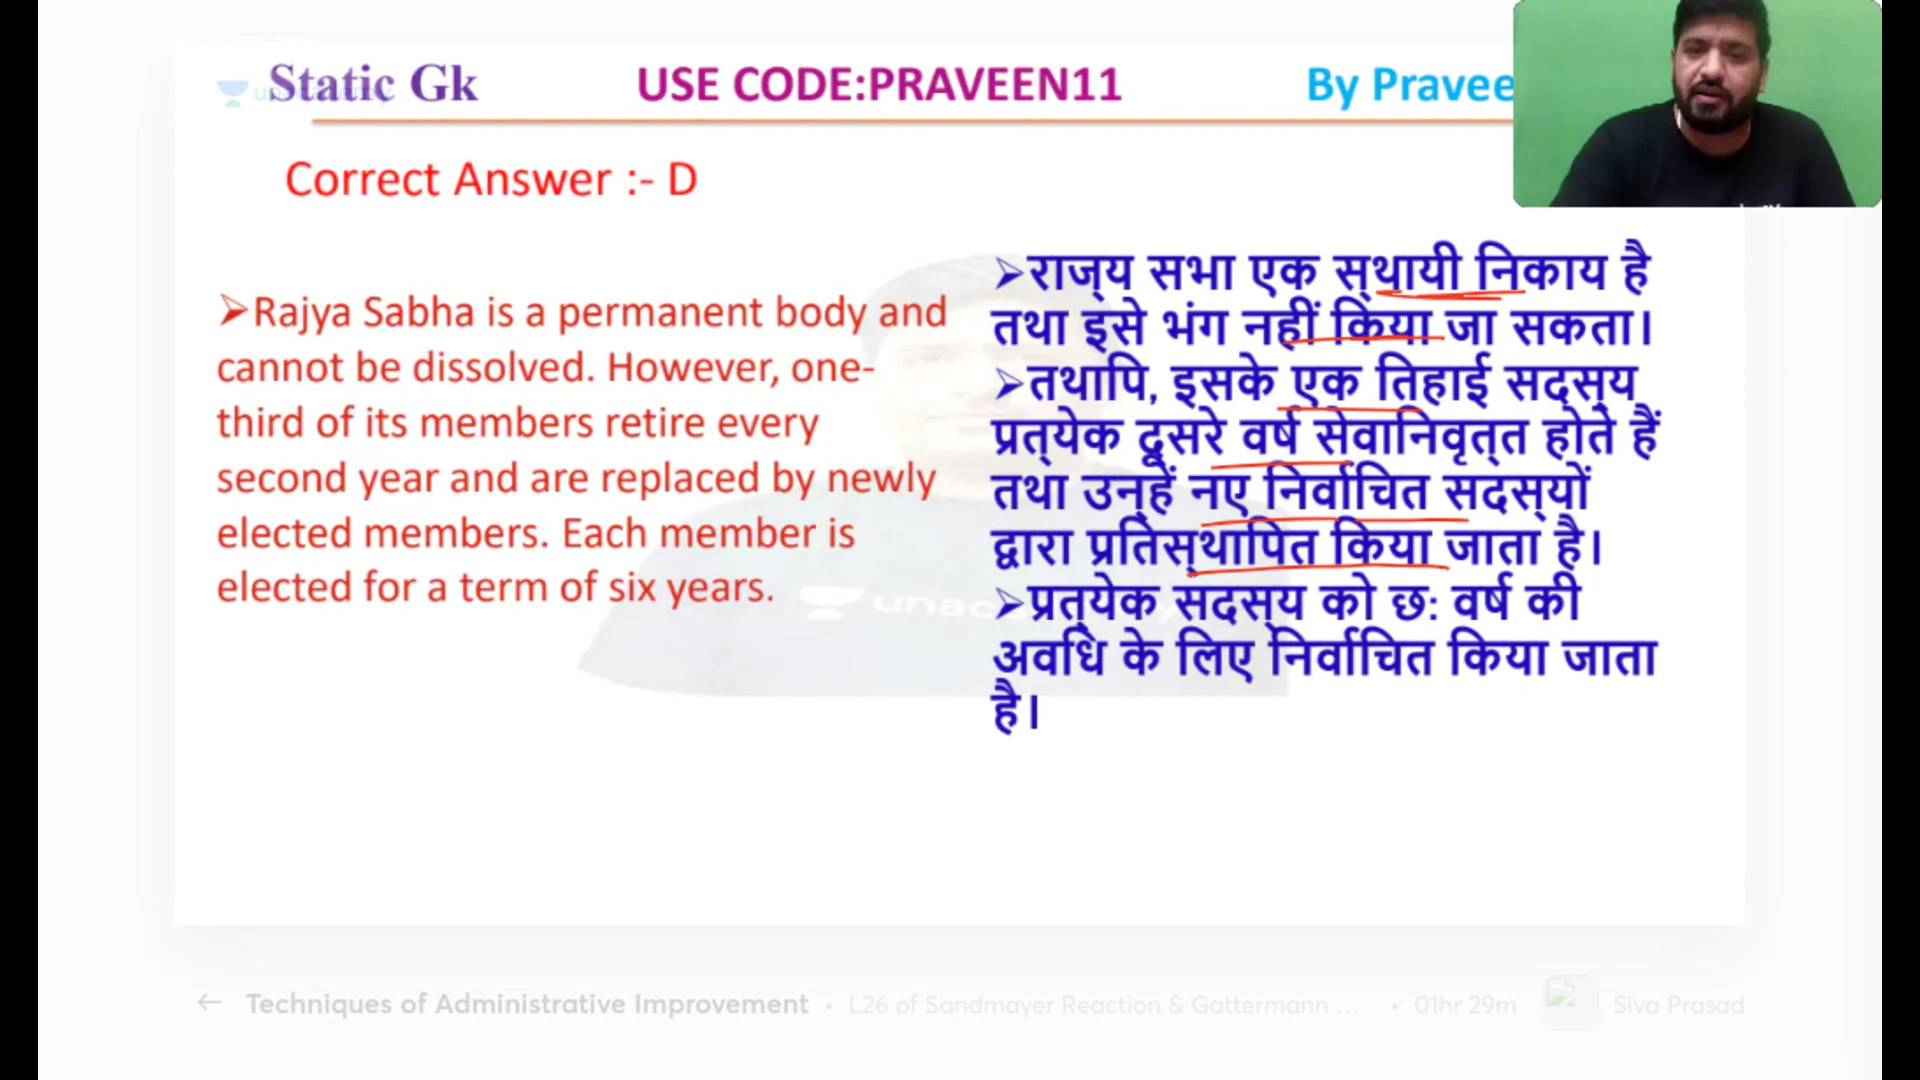 Static Gk
USE CODE:PRAVEEN11
By Pravee
Correct Answer :- D
➢Rajya Sabha is a permanent body and
cannot be dissolved. However, one-
third of its members retire every
second year and are replaced by newly
elected members. Each member is
elected for a term of six years.
➢राज्य सभा एक स्थायी निकाय है
तथा इसे भंग नहीं किया जा सकता।
➢तथापि, इसके एक तिहाई सदस्य
प्रत्येक दूसरे वर्ष सेवानिवृत्त होते हैं
तथा उन्हें नए निर्वाचित सदस्यों
द्वारा प्रतिस्थापित किया जाता है।
➢प्रत्येक सदस्य को छ: वर्ष की
अवधि के लिए निर्वाचित किया जाता
है।
Techniques of Administrative Improvement • L26 of Sandmayer Reaction & Gattermann ... • 01hr 29m Siva Prasad